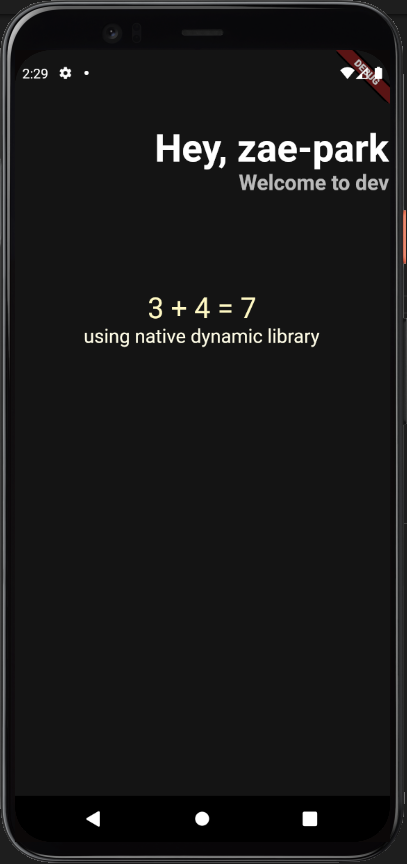 2:29
DEBUG
Hey, zae-park
Welcome to dev
3 + 4 = 7
using native dynamic library